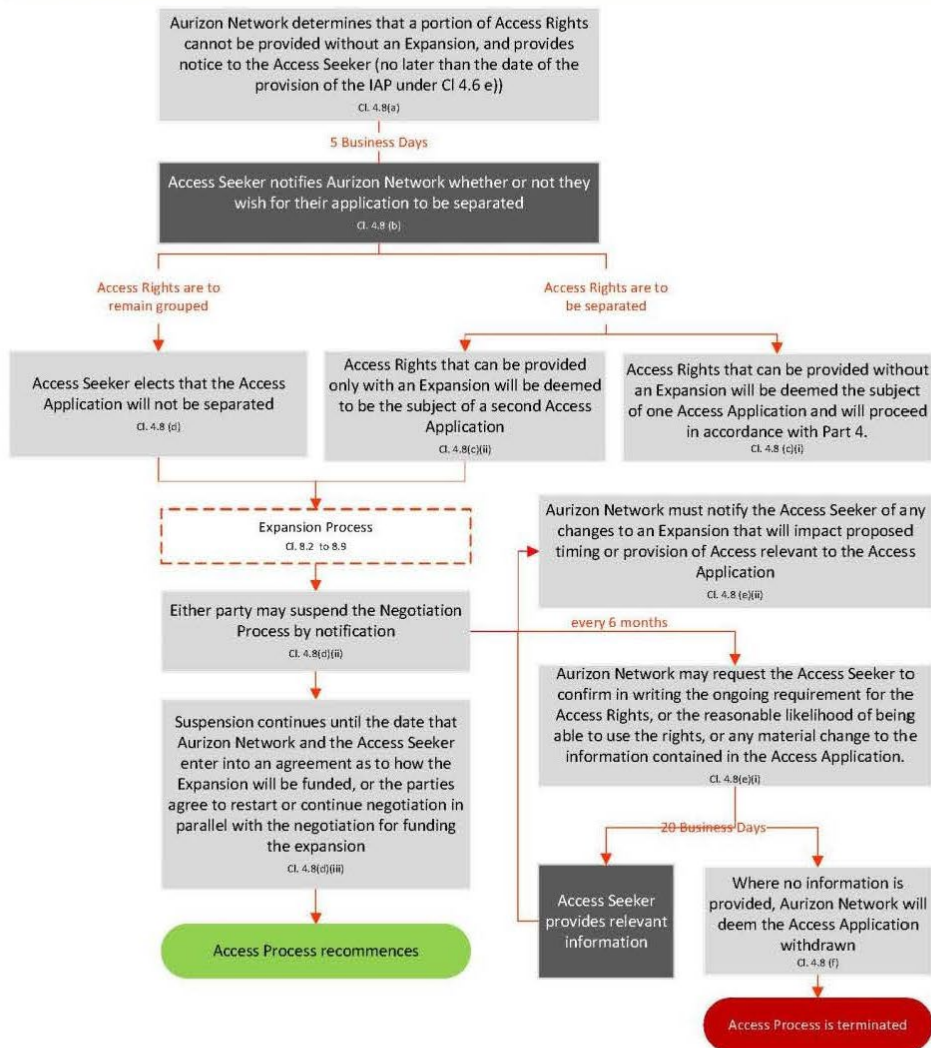 Aurizon Network determines that a portion of Access Rights
cannot be provided without an Expansion, and provides
notice to the Access Seeker (no later than the date of the
provision of the IAP under Cl 4.6 e))
Cl. 4.8(a)
5 Business Days
Access Seeker notifies Aurizon Network whether or not they
wish for their application to be separated
Cl. 4.8 (b)
Access Rights are to
remain grouped
Access Rights are to
be separated
Access Seeker elects that the Access
Application will not be separated
Cl. 4.8 (d)
Access Rights that can be provided
only with an Expansion will be deemed
to be the subject of a second Access
Application
Cl. 4.8(c)(ii)
Access Rights that can be provided without
an Expansion will be deemed the subject
of one Access Application and will proceed
in accordance with Part 4.
Cl. 4.8 (c)(i)
Expansion Process
Cl. 8.2 to 8.9
Aurizon Network must notify the Access Seeker of any
changes to an Expansion that will impact proposed
timing or provision of Access relevant to the Access
Application
Cl. 4.8 (e)(ii)
Either party may suspend the Negotiation
Process by notification
Cl. 4.8(d)(ii)
every 6 months
Aurizon Network may request the Access Seeker to
confirm in writing the ongoing requirement for the
Access Rights, or the reasonable likelihood of being
able to use the rights, or any material change to the
information contained in the Access Application.
Cl. 4.8(e)(i)
Suspension continues until the date that
Aurizon Network and the Access Seeker
enter into an agreement as to how the
Expansion will be funded, or the parties
agree to restart or continue negotiation in
parallel with the negotiation for funding
the expansion
Cl. 4.8(d)(iii)
20 Business Days
Access Seeker
provides relevant
information
Where no information is
provided, Aurizon Network will
deem the Access Application
withdrawn
Cl. 4.8 (f)
Access Process recommences
Access Process is terminated